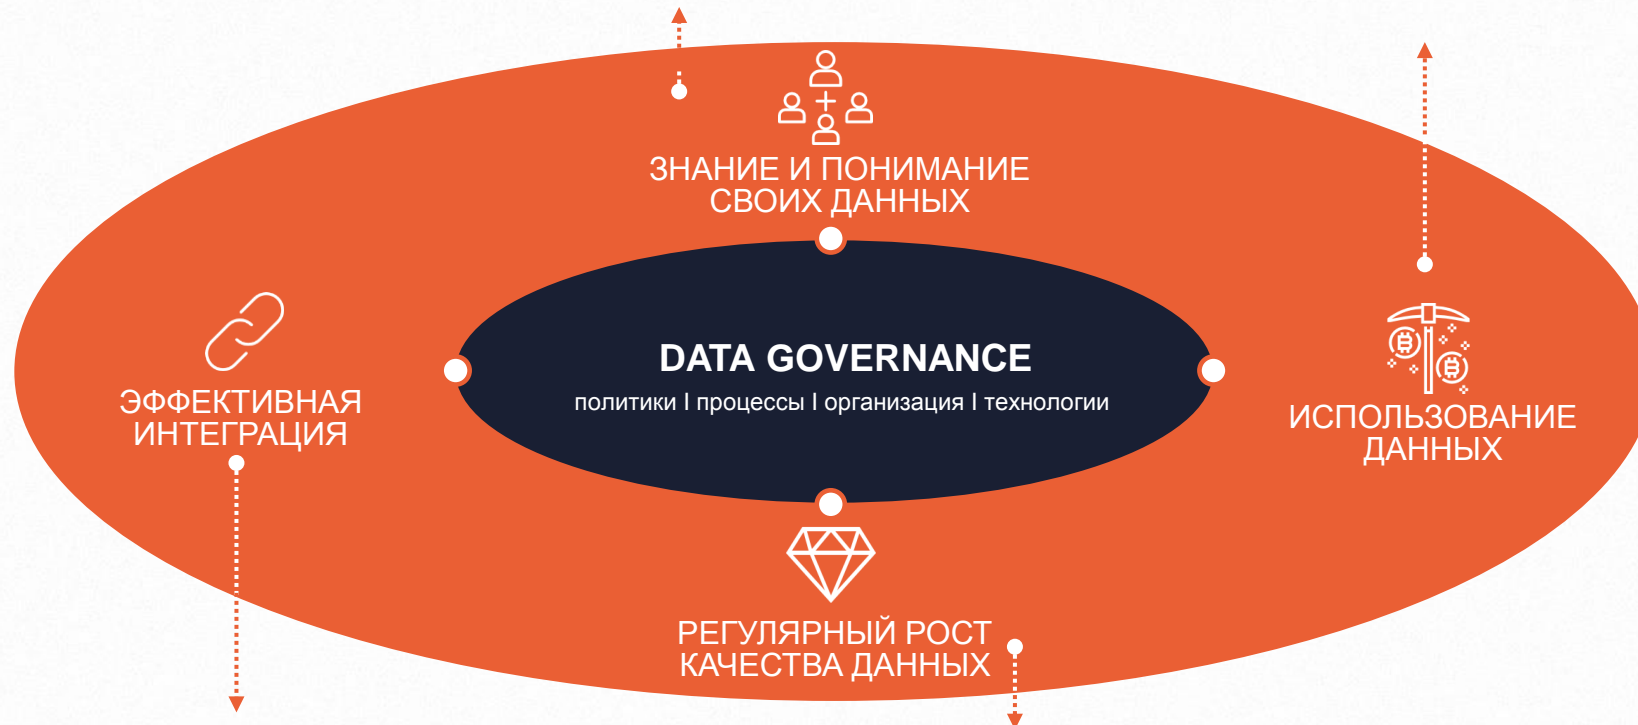 ЗНАНИЕ И ПОНИМАНИЕ
СВОИХ ДАННЫХ
ЭФФЕКТИВНАЯ
ИНТЕГРАЦИЯ
DATA GOVERNANCE
политики I процессы I организация I технологии
ИСПОЛЬЗОВАНИЕ
ДАННЫХ
РЕГУЛЯРНЫЙ РОСТ
КАЧЕСТВА ДАННЫХ